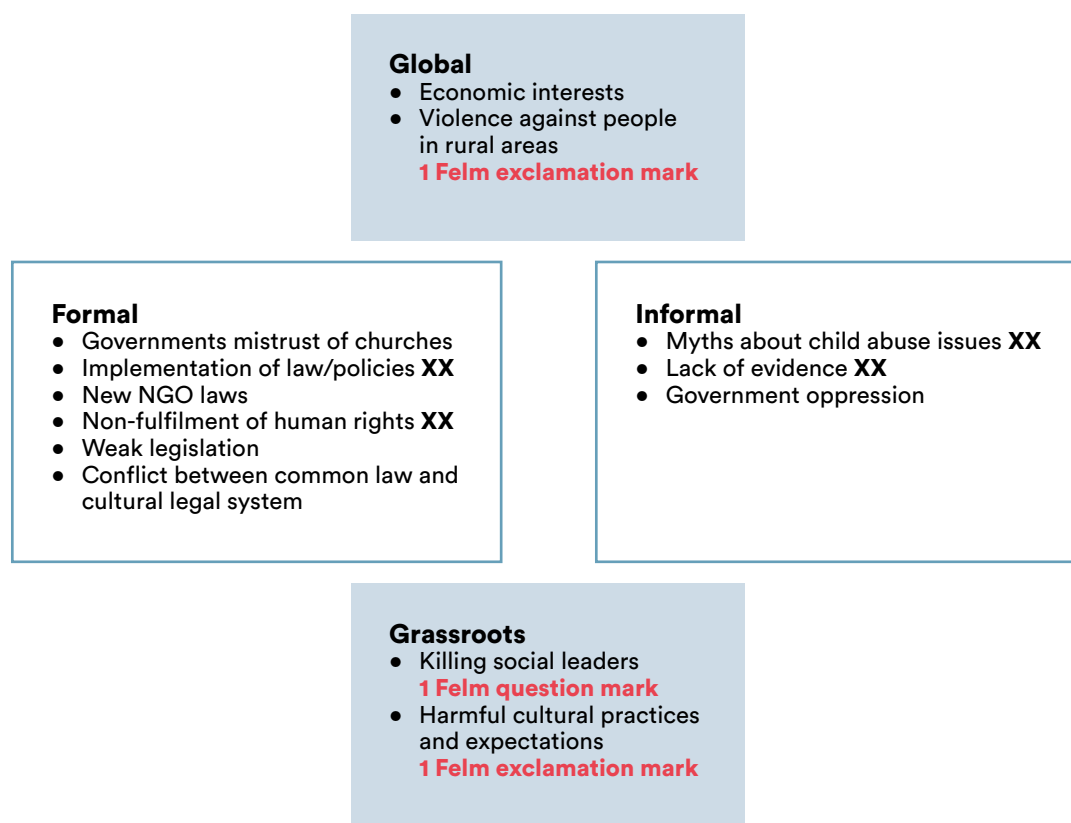 Global
● Economic interests
● Violence against people
in rural areas
1 Felm exclamation mark
Formal
● Governments mistrust of churches
● Implementation of law/policies XX
● New NGO laws
● Non-fulfilment of human rights XX
● Weak legislation
● Conflict between common law and
cultural legal system
Informal
● Myths about child abuse issues XX
● Lack of evidence XX
● Government oppression
Grassroots
● Killing social leaders
1 Felm question mark
● Harmful cultural practices
and expectations
1 Felm exclamation mark